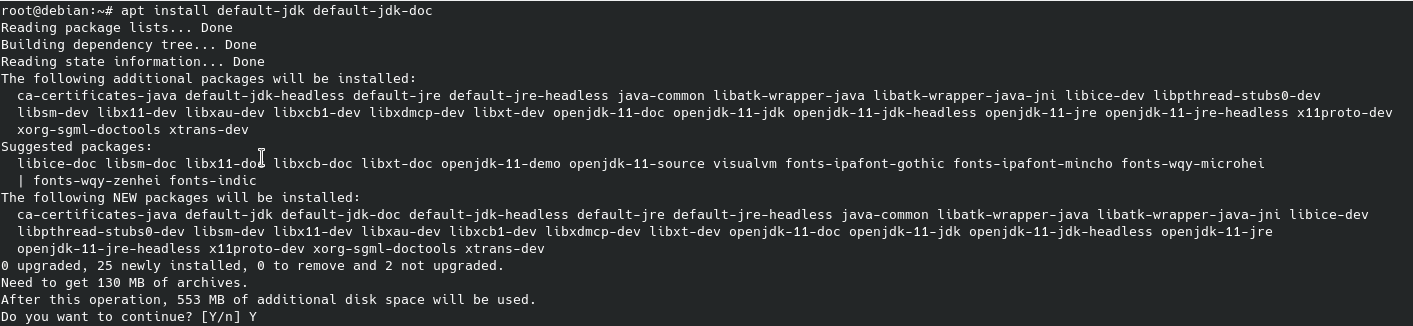 root@debian:~# apt install default-jdk default-jdk-doc
Reading package lists... Done
Building dependency tree... Done
Reading state information... Done
The following additional packages will be installed:
  ca-certificates-java default-jdk-headless default-jre default-jre-headless java-common libatk-wrapper-java libatk-wrapper-java-jni libice-dev libpthread-stubs0-dev
  libsm-dev libx11-dev libxau-dev libxcb1-dev libxdmcp-dev libxt-dev openjdk-11-doc openjdk-11-jdk openjdk-11-jdk-headless openjdk-11-jre openjdk-11-jre-headless x11proto-dev
  xorg-sgml-doctools xtrans-dev
Suggested packages:
  libice-doc libsm-doc libx11-doc libxcb-doc libxt-doc openjdk-11-demo openjdk-11-source visualvm fonts-ipafont-gothic fonts-ipafont-mincho fonts-wqy-microhei
  | fonts-wqy-zenhei fonts-indic
The following NEW packages will be installed:
  ca-certificates-java default-jdk default-jdk-doc default-jdk-headless default-jre default-jre-headless java-common libatk-wrapper-java libatk-wrapper-java-jni libice-dev
  libpthread-stubs0-dev libsm-dev libx11-dev libxau-dev libxcb1-dev libxdmcp-dev libxt-dev openjdk-11-doc openjdk-11-jdk openjdk-11-jdk-headless openjdk-11-jre
  openjdk-11-jre-headless x11proto-dev xorg-sgml-doctools xtrans-dev
0 upgraded, 25 newly installed, 0 to remove and 2 not upgraded.
Need to get 130 MB of archives.
After this operation, 553 MB of additional disk space will be used.
Do you want to continue? [Y/n] Y